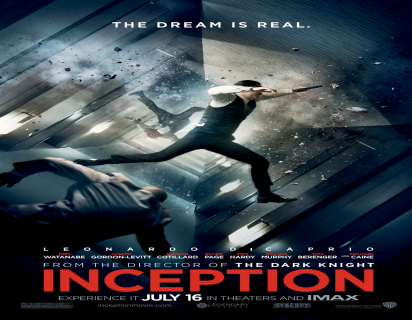 THE DREAM IS REAL.
LEONARDO DICAPRIO
WATANABE GORDON-LEVITT COTILLARD PAGE HARDY MURPHY BERENGER CAINE
FROM THE DIRECTOR OF THE DARK KNIGHT
INCEPTION
EXPERIENCE IT JULY 16 IN THEATERS AND IMAX
inceptionmovie.com